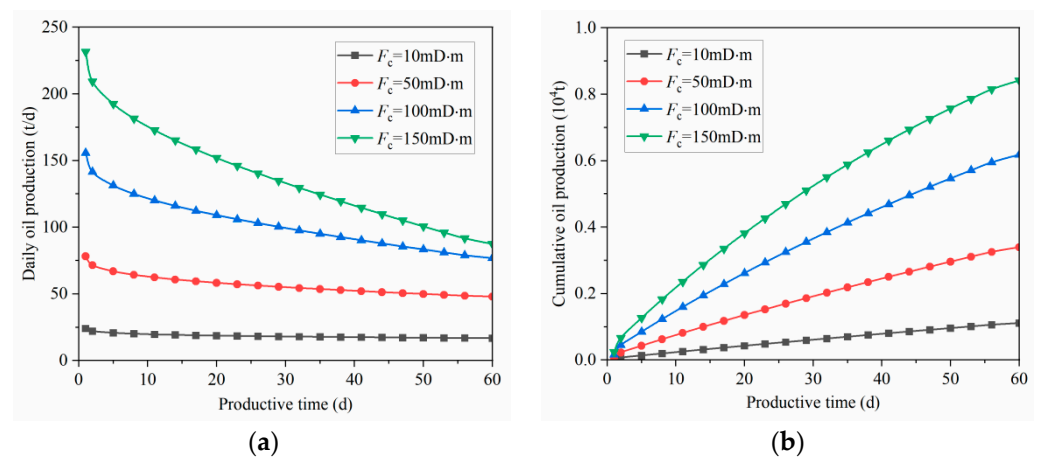 250
200
150
100
50
0
Daily oil production (t/d)
Fc=10mD·m
Fc=50mD·m
Fc=100mD·m
Fc=150mD·m
0 10 20 30 40 50 60
Productive time (d)
(a)
1.0
0.8
0.6
0.4
0.2
0.0
Cumulative oil production (10⁴t)
Fc=10mD·m
Fc=50mD·m
Fc=100mD·m
Fc=150mD·m
0 10 20 30 40 50 60
Productive time (d)
(b)